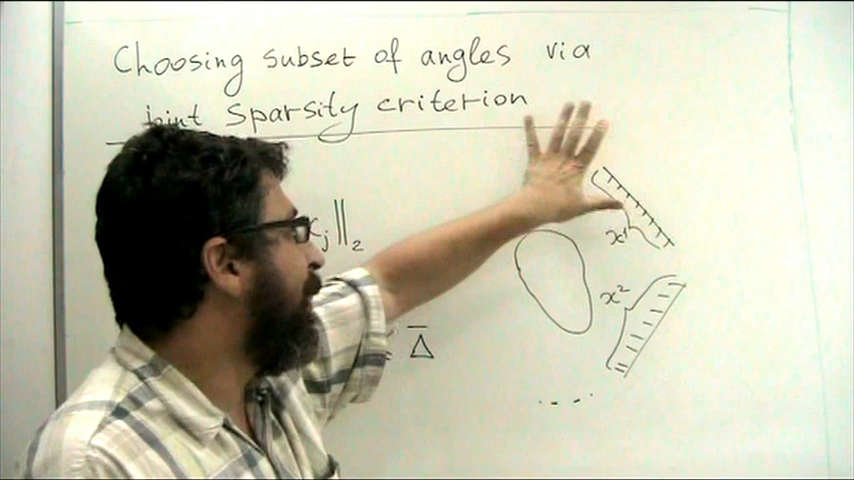 Choosing subset of angles via
joint sparsity criterion
x_j‖₂
x¹
x²
Δ̅